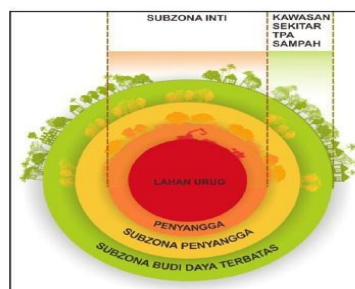 SUBZONA INTI
KAWASAN
SEKITAR
TPA
SAMPAH
LAHAN URUG
PENYANGGA
SUBZONA PENYANGGA
SUBZONA BUDI DAYA TERBATAS